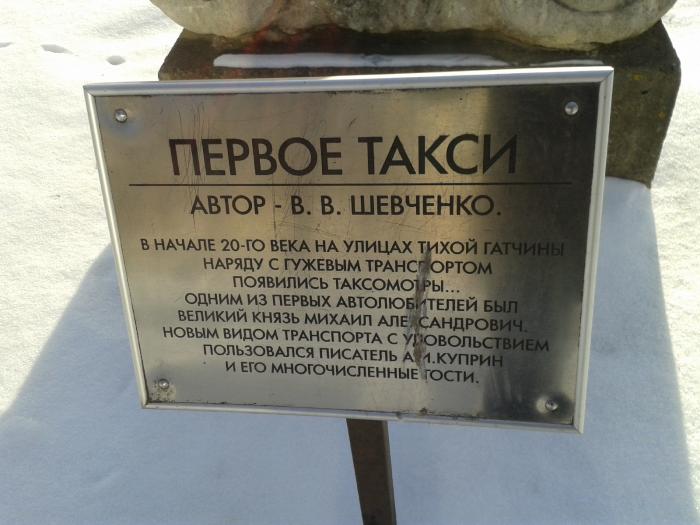 ПЕРВОЕ ТАКСИ
АВТОР - В. В. ШЕВЧЕНКО.
В НАЧАЛЕ 20-ГО ВЕКА НА УЛИЦАХ ТИХОЙ ГАТЧИНЫ
НАРЯДУ С ГУЖЕВЫМ ТРАНСПОРТОМ
ПОЯВИЛИСЬ ТАКСОМОТРЫ...
ОДНИМ ИЗ ПЕРВЫХ АВТОЛЮБИТЕЛЕЙ БЫЛ
ВЕЛИКИЙ КНЯЗЬ МИХАИЛ АЛЕКСАНДРОВИЧ.
НОВЫМ ВИДОМ ТРАНСПОРТА С УДОВОЛЬСТВИЕМ
ПОЛЬЗОВАЛСЯ ПИСАТЕЛЬ А.И.КУПРИН
И ЕГО МНОГОЧИСЛЕННЫЕ ГОСТИ.